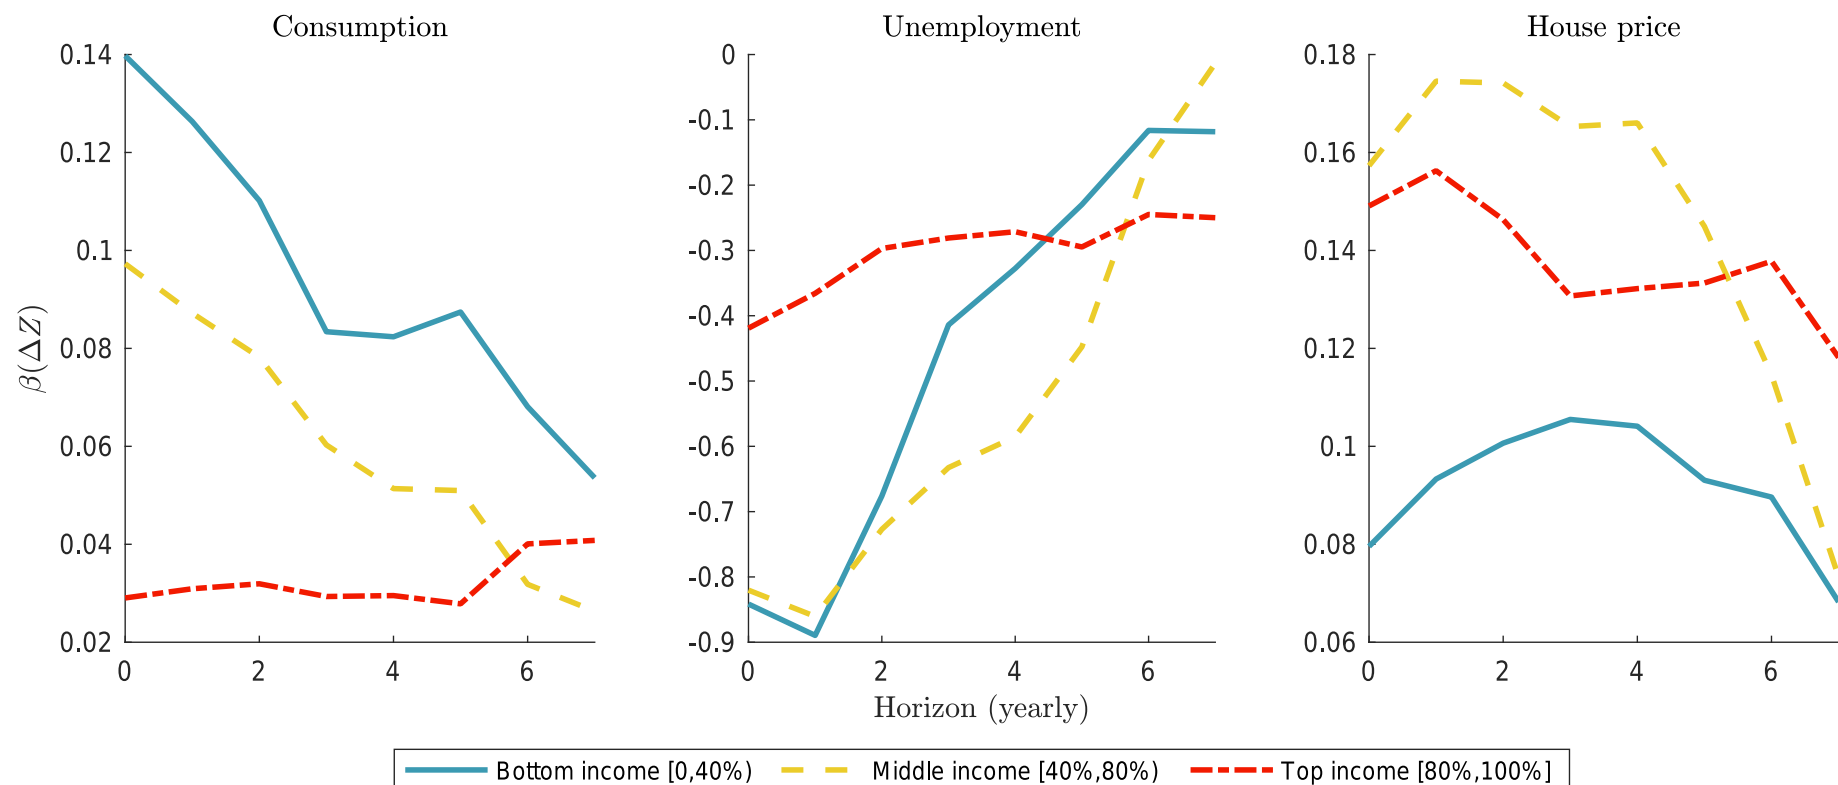 Consumption
Unemployment
House price
β(ΔZ)
0.14
0.12
0.1
0.08
0.06
0.04
0.02
0 2 4 6
0
-0.1
-0.2
-0.3
-0.4
-0.5
-0.6
-0.7
-0.8
-0.9
0 2 4 6
0.18
0.16
0.14
0.12
0.1
0.08
0.06
0 2 4 6
Horizon (yearly)
Bottom income [0,40%) Middle income [40%,80%) Top income [80%,100%]